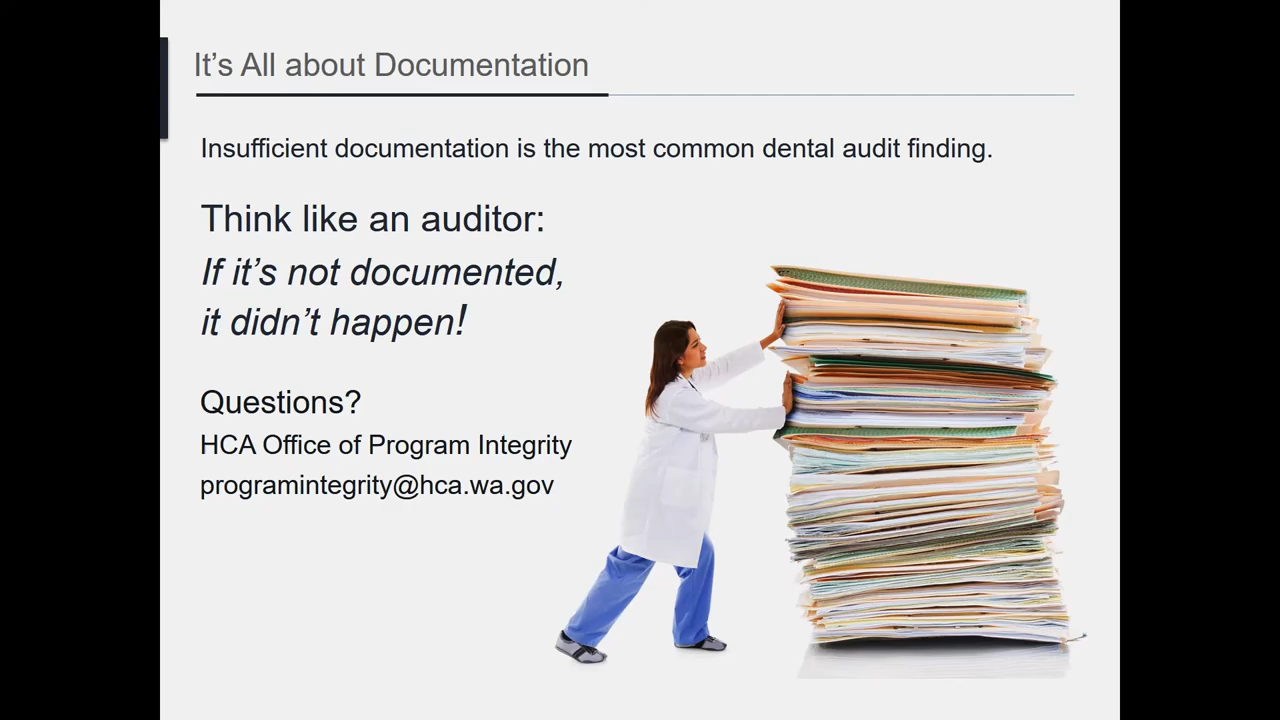 It’s All about Documentation
Insufficient documentation is the most common dental audit finding.
Think like an auditor:
If it’s not documented,
it didn’t happen!
Questions?
HCA Office of Program Integrity
programintegrity@hca.wa.gov